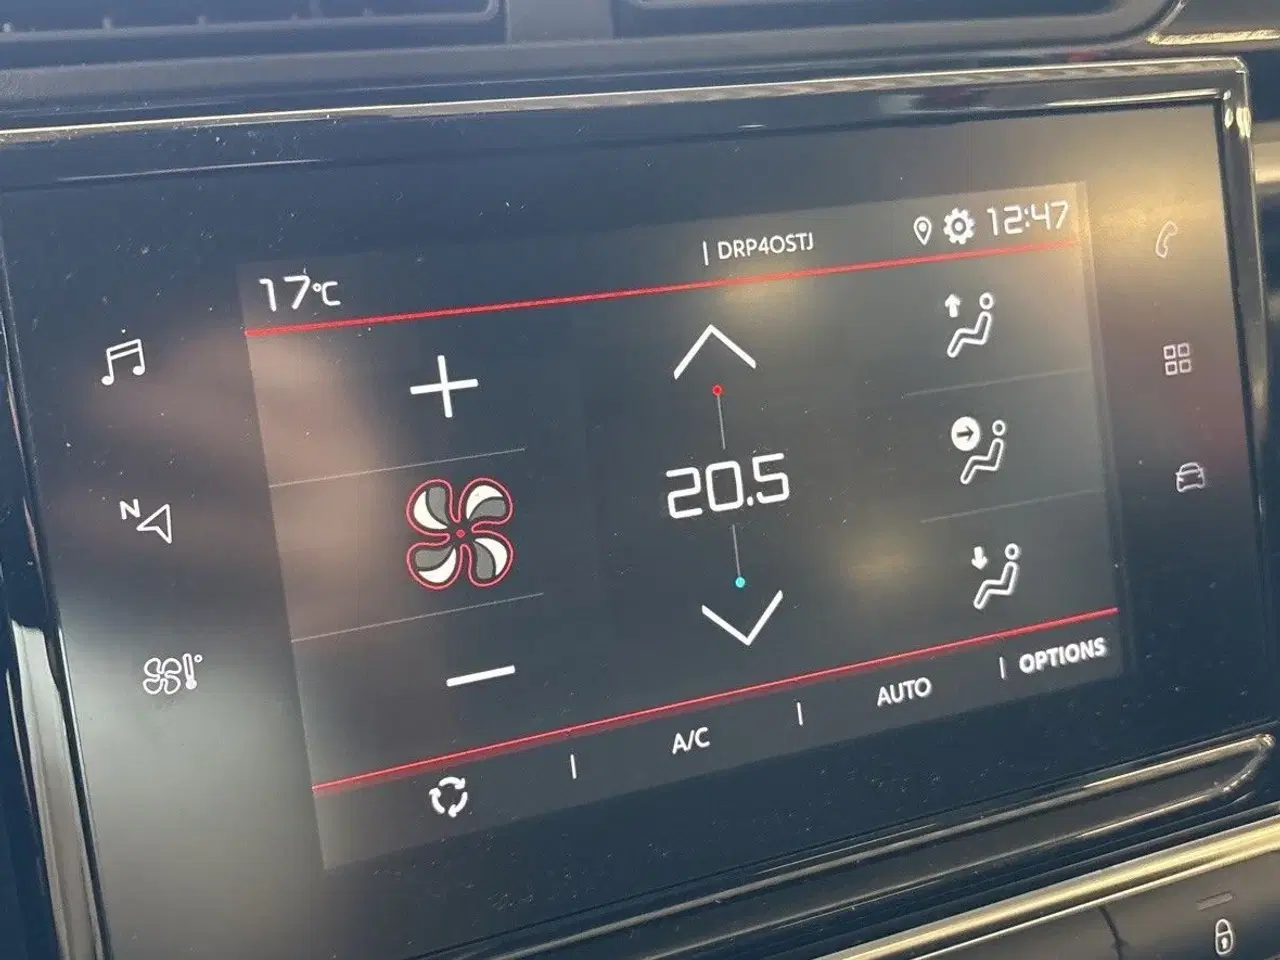 17°C
DRP4OSTJ
12:47
20.5
N
A/C
AUTO
OPTIONS